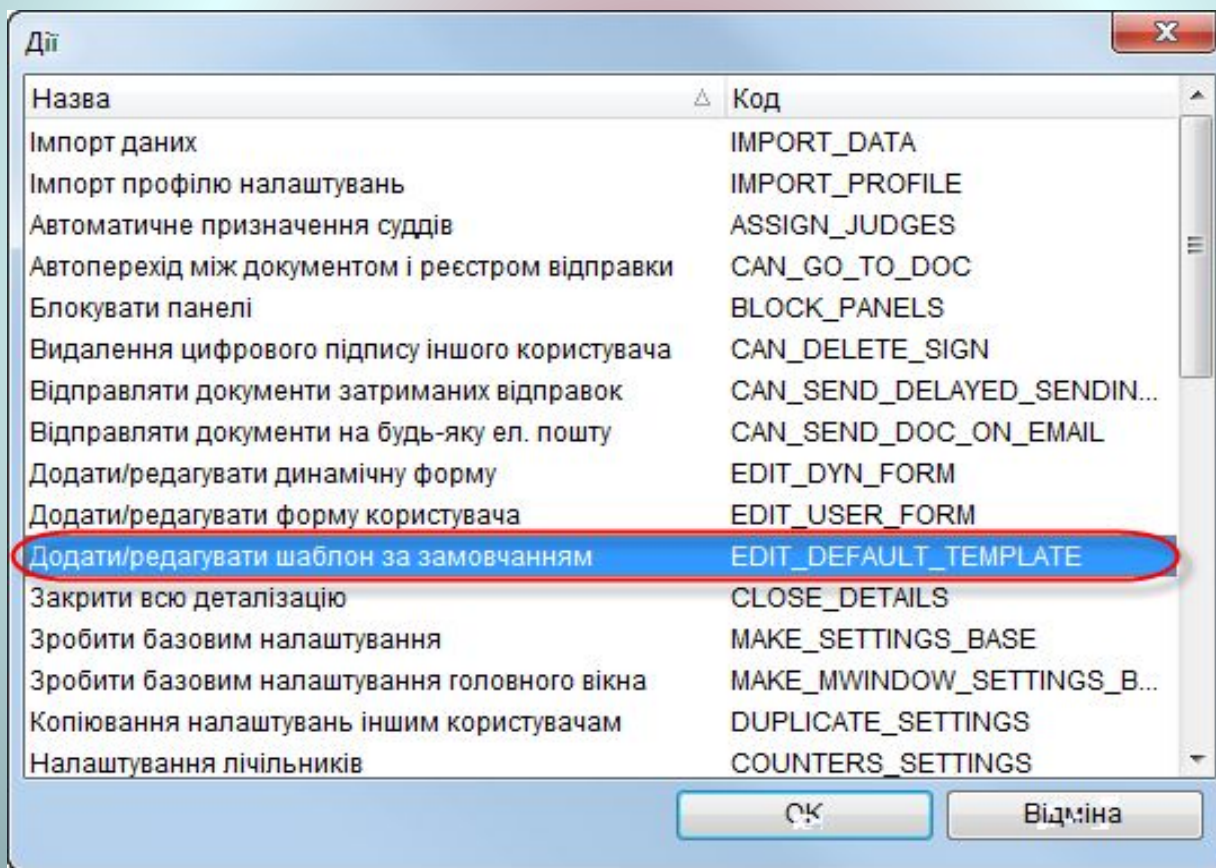 Дії
Назва Код
Імпорт даних IMPORT_DATA
Імпорт профілю налаштувань IMPORT_PROFILE
Автоматичне призначення суддів ASSIGN_JUDGES
Автоперехід між документом і реєстром відправки CAN_GO_TO_DOC
Блокувати панелі BLOCK_PANELS
Видалення цифрового підпису іншого користувача CAN_DELETE_SIGN
Відправляти документи затриманих відправок CAN_SEND_DELAYED_SENDIN...
Відправляти документи на будь-яку ел. пошту CAN_SEND_DOC_ON_EMAIL
Додати/редагувати динамічну форму EDIT_DYN_FORM
Додати/редагувати форму користувача EDIT_USER_FORM
Додати/редагувати шаблон за замовчанням EDIT_DEFAULT_TEMPLATE
Закрити всю деталізацію CLOSE_DETAILS
Зробити базовим налаштування MAKE_SETTINGS_BASE
Зробити базовим налаштування головного вікна MAKE_MWINDOW_SETTINGS_B...
Копіювання налаштувань іншим користувачам DUPLICATE_SETTINGS
Налаштування лічільників COUNTERS_SETTINGS
OK Відміна